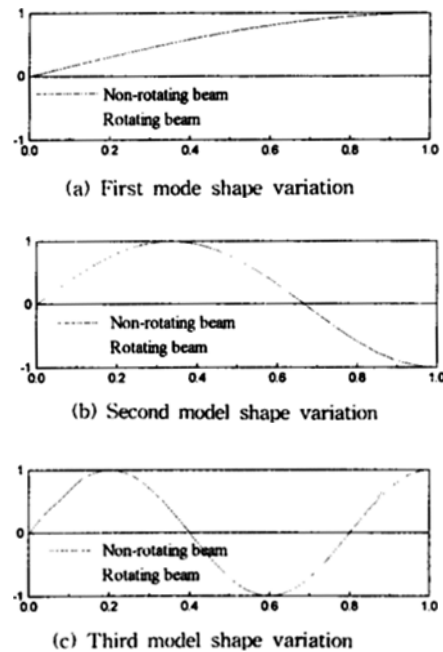 1
0
Non-rotating beam
Rotating beam
-1
0.0 0.2 0.4 0.6 0.8 1.0
(a) First mode shape variation
1
0
Non-rotating beam
Rotating beam
-1
0.0 0.2 0.4 0.6 0.8 1.0
(b) Second model shape variation
1
0
Non-rotating beam
Rotating beam
-1
0.0 0.2 0.4 0.6 0.8 1.0
(c) Third model shape variation